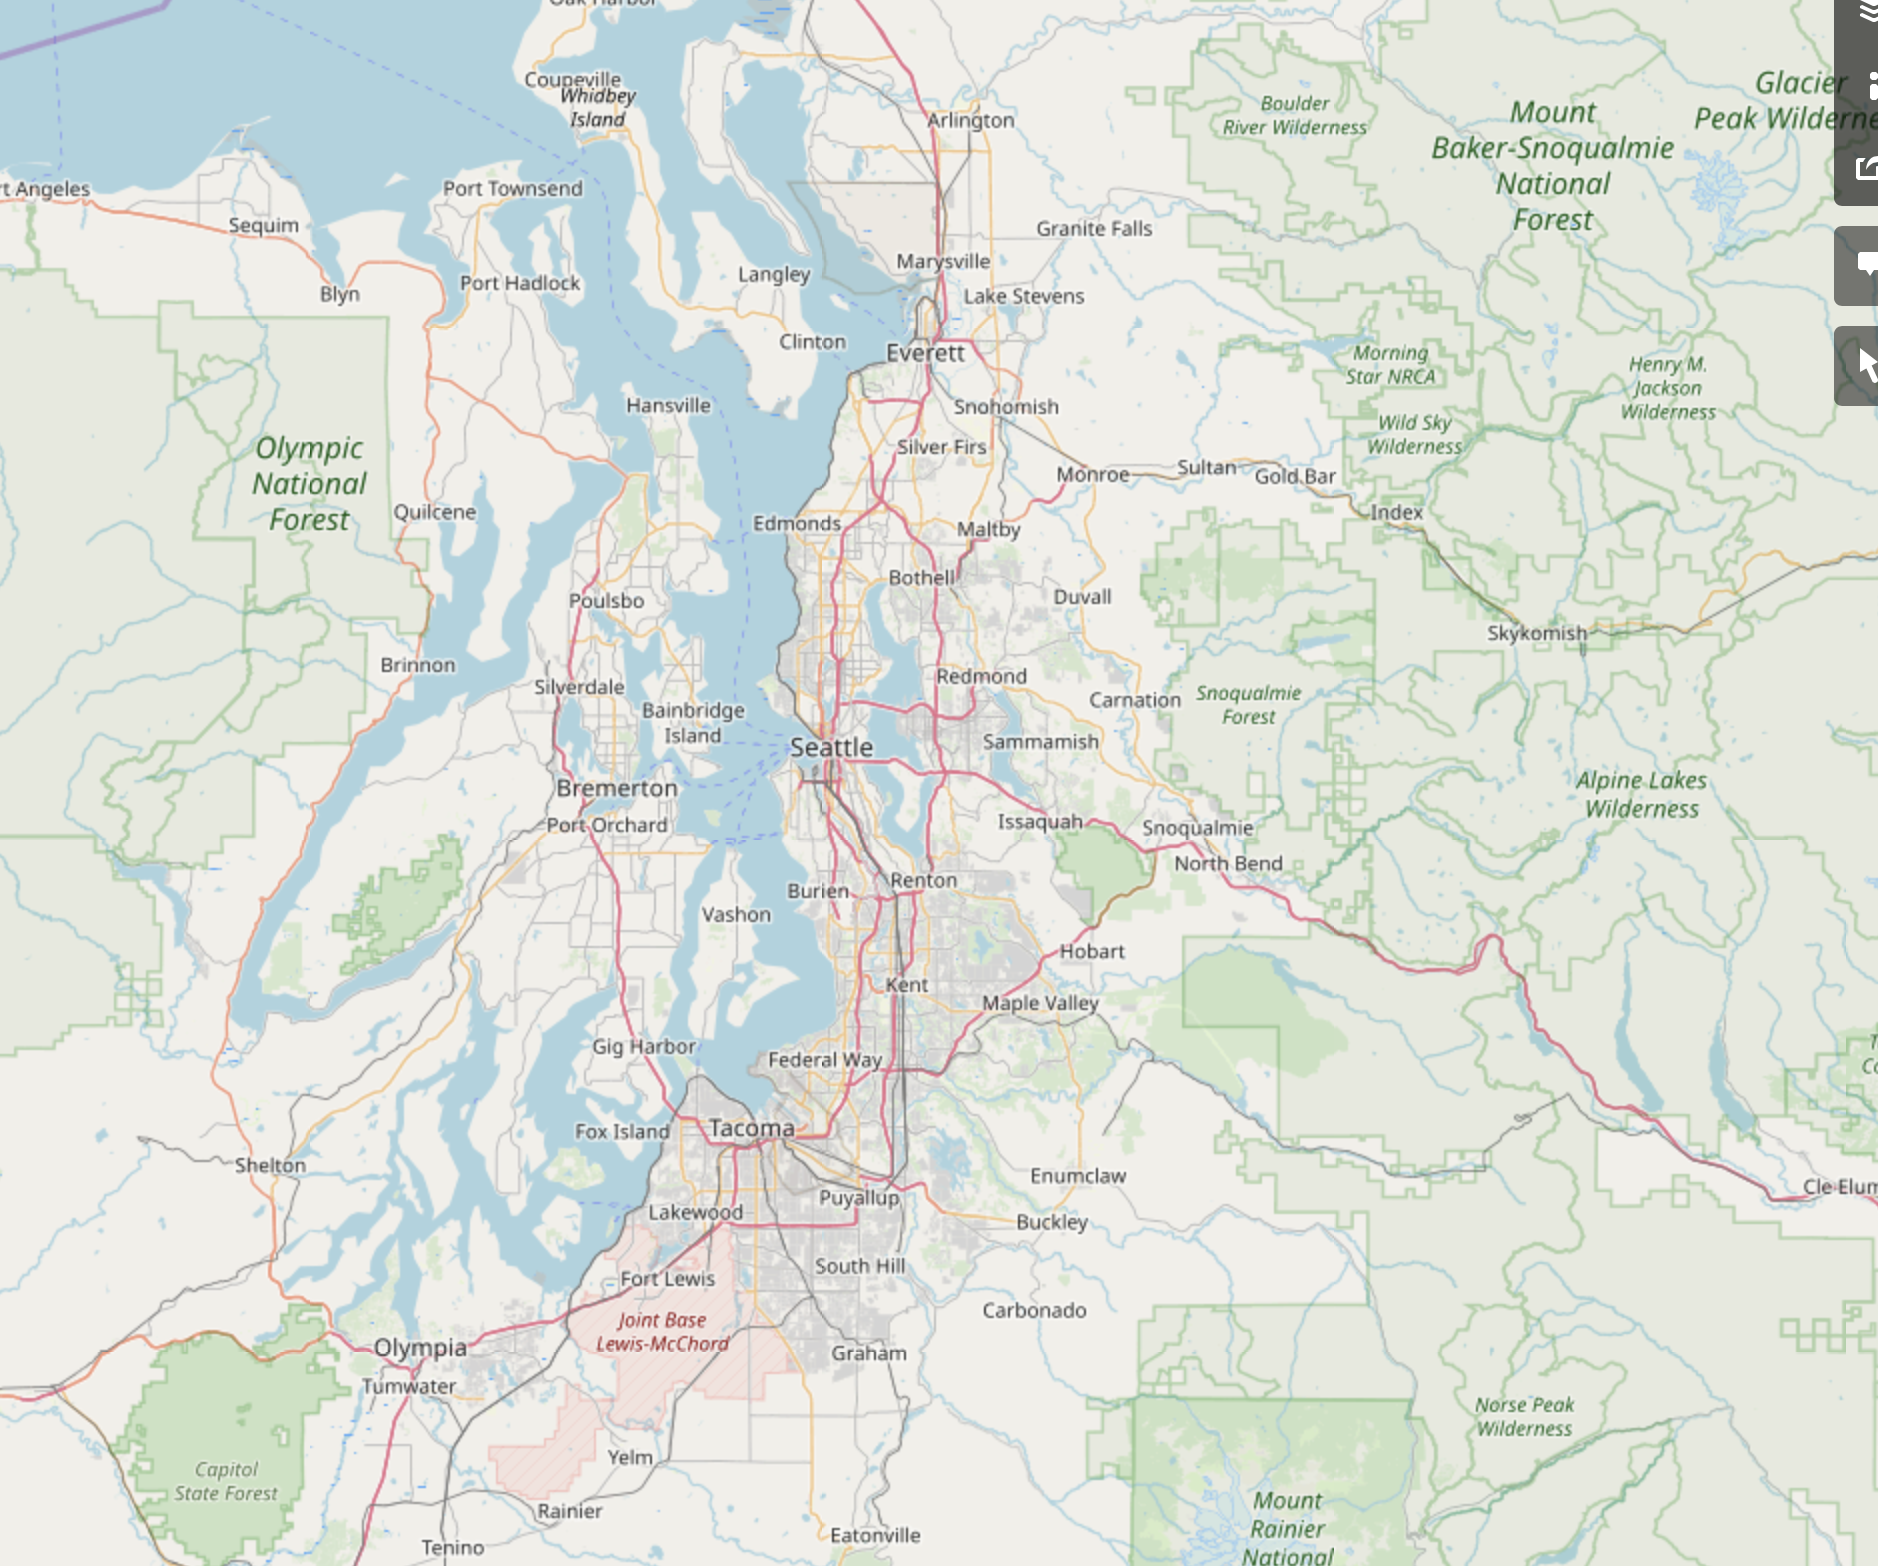 Oak Harbor
Coupeville
Whidbey
Island
Arlington
Boulder
River Wilderness
Mount
Baker-Snoqualmie
National
Forest
Glacier
Peak Wilderne
rt Angeles
Port Townsend
Sequim
Granite Falls
Marysville
Langley
Port Hadlock
Blyn
Lake Stevens
Clinton
Everett
Morning
Star NRCA
Henry M.
Jackson
Wilderness
Hansville
Snohomish
Wild Sky
Wilderness
Silver Firs
Olympic
National
Forest
Monroe
Sultan
Gold Bar
Quilcene
Index
Edmonds
Maltby
Bothell
Poulsbo
Duvall
Skykomish
Brinnon
Silverdale
Redmond
Carnation
Snoqualmie
Forest
Bainbridge
Island
Seattle
Sammamish
Bremerton
Alpine Lakes
Wilderness
Port Orchard
Issaquah
Snoqualmie
North Bend
Burien
Renton
Vashon
Hobart
Kent
Maple Valley
Gig Harbor
Federal Way
T
Co
Fox Island
Tacoma
Shelton
Enumclaw
Cle Elum
Puyallup
Lakewood
Buckley
South Hill
Fort Lewis
Carbonado
Joint Base
Lewis-McChord
Olympia
Graham
Tumwater
Norse Peak
Wilderness
Yelm
Capitol
State Forest
Rainier
Mount
Rainier
National
Tenino
Eatonville